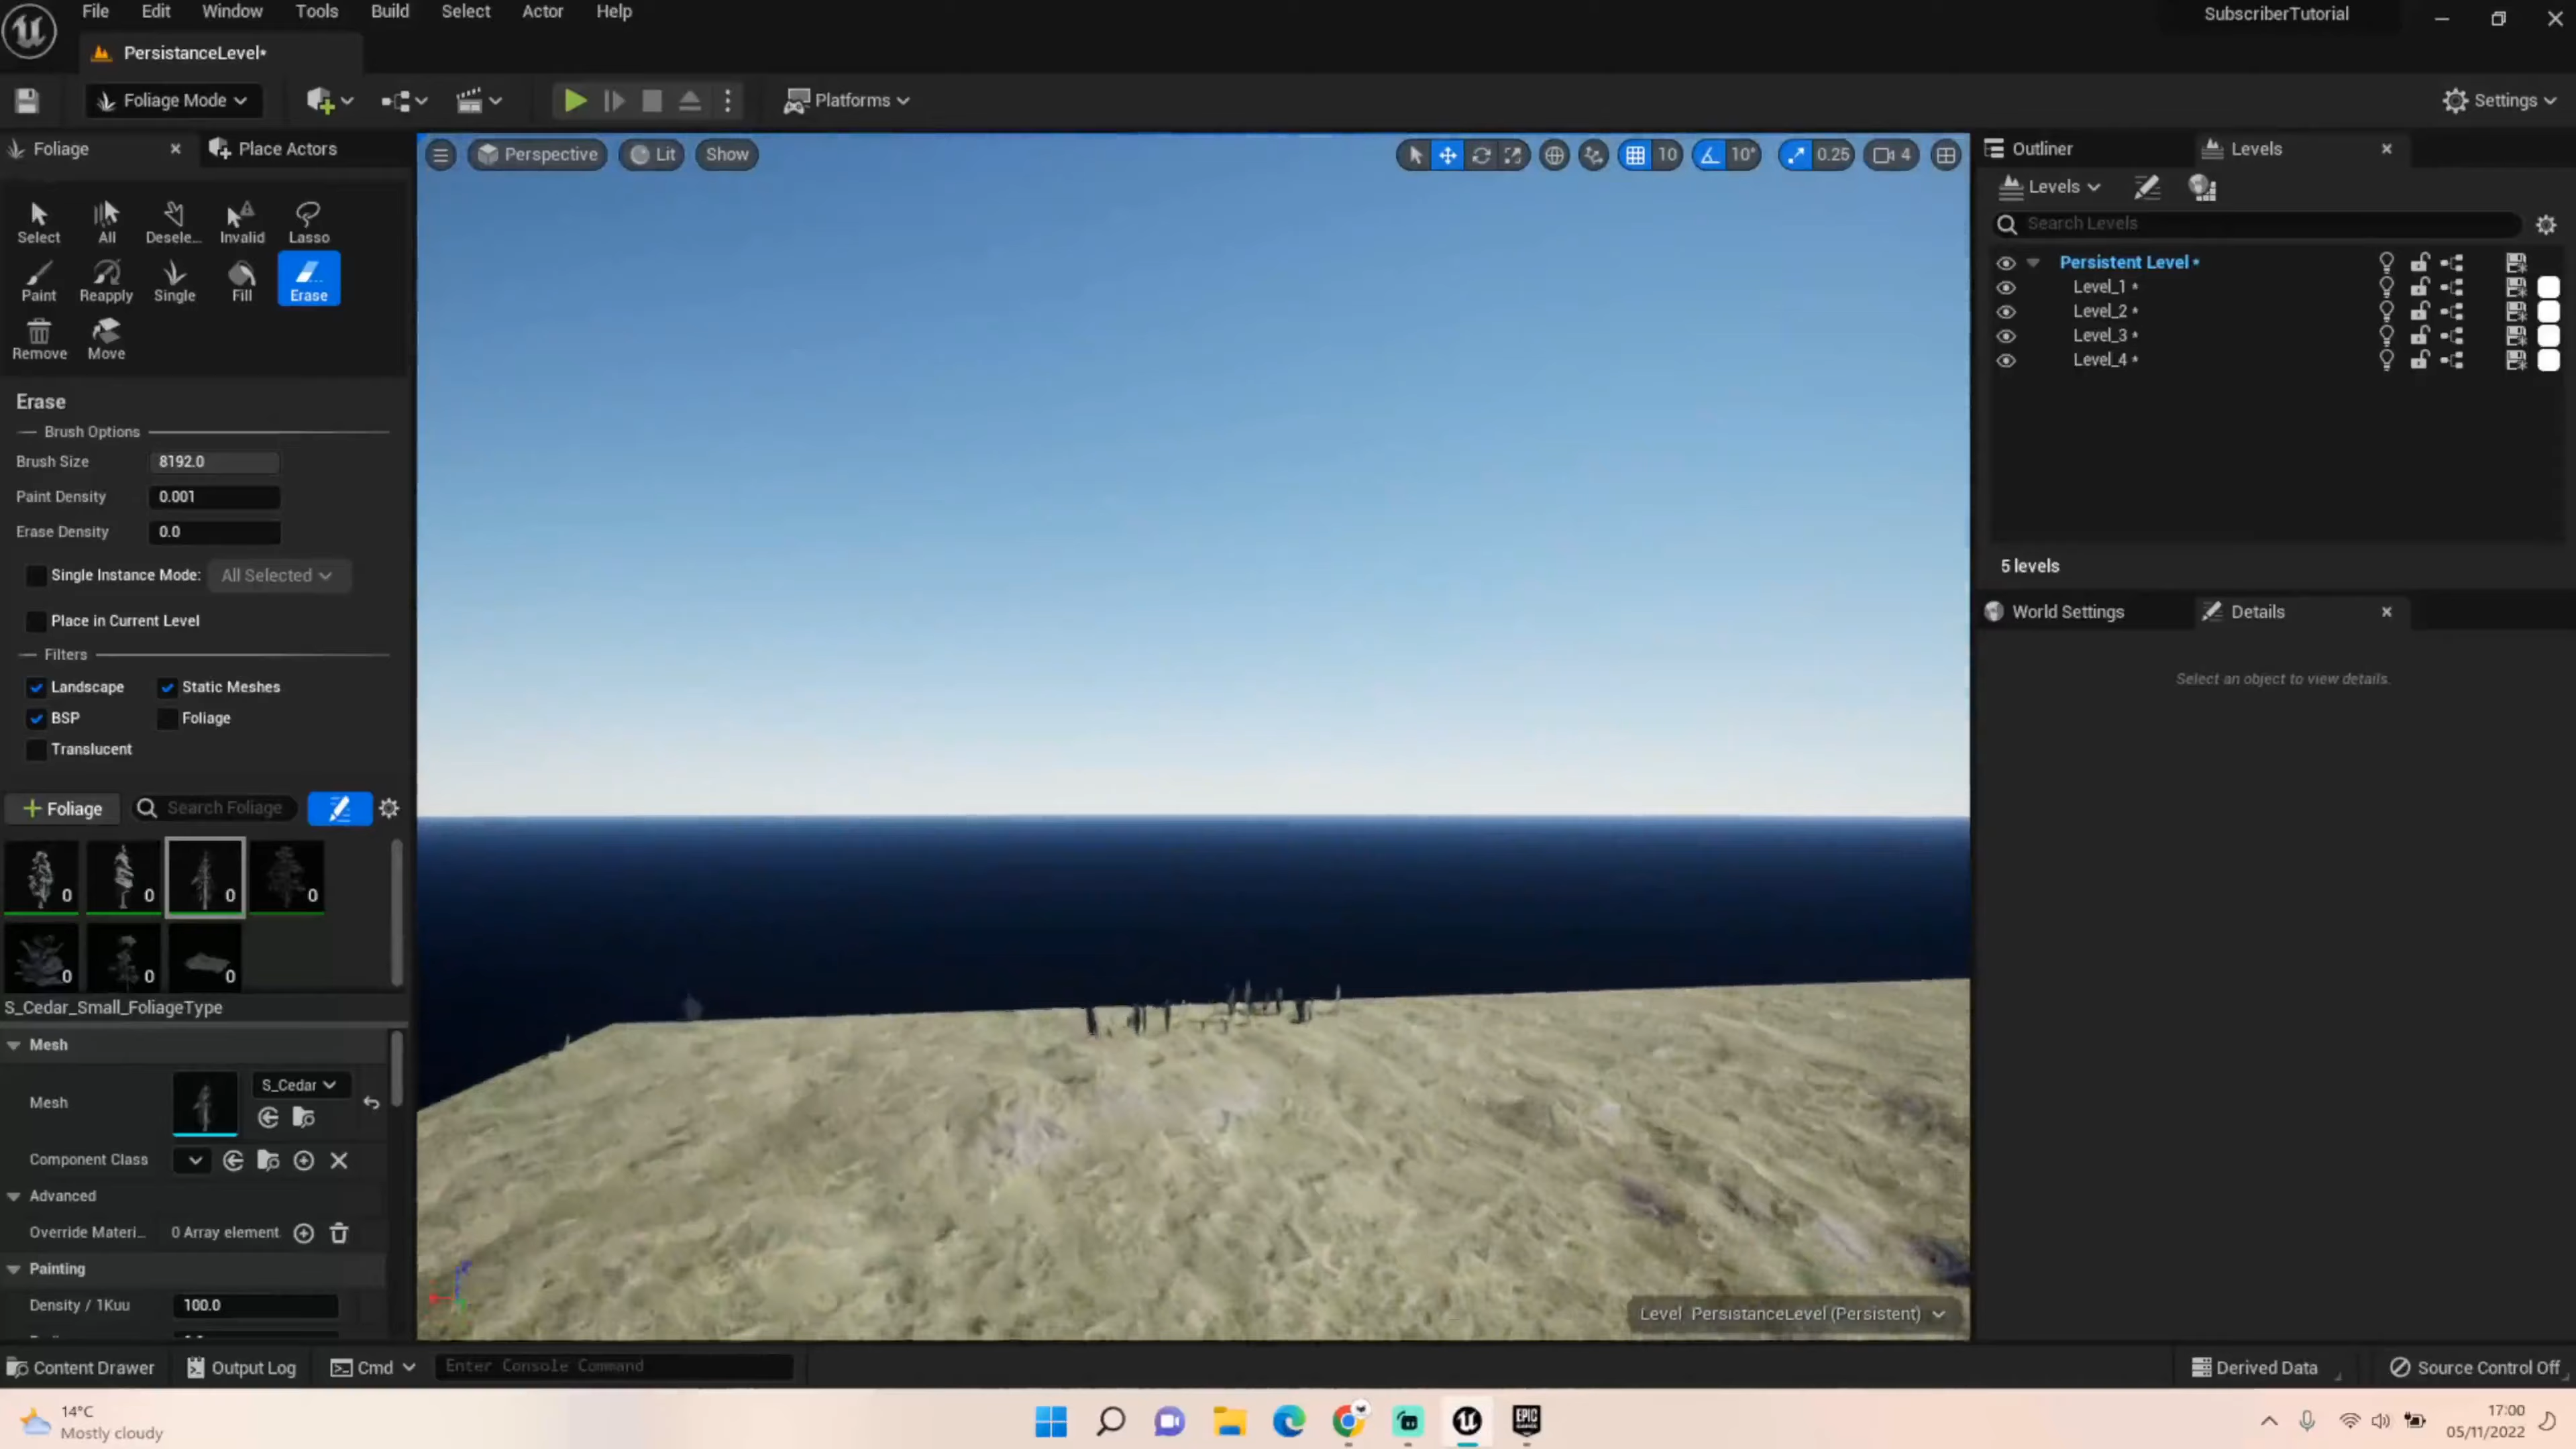 File Edit Window Tools Build Select Actor Help
SubscriberTutorial
PersistanceLevel*
Foliage Mode
Platforms
Settings
Foliage
Place Actors
Perspective
Lit
Show
10
10°
0.25
4
Outliner
Levels
Levels
Search Levels
Persistent Level *
Level_1 *
Level_2 *
Level_3 *
Level_4 *
5 levels
World Settings
Details
Select an object to view details.
Select All Desele... Invalid Lasso
Paint Reapply Single Fill Erase
Remove Move
Erase
Brush Options
Brush Size 8192.0
Paint Density 0.001
Erase Density 0.0
Single Instance Mode: All Selected
Place in Current Level
Filters
Landscape Static Meshes
BSP Foliage
Translucent
Foliage Search Foliage
0 0 0 0
0 0 0
S_Cedar_Small_FoliageType
Mesh
Mesh S_Cedar
Component Class
Advanced
Override Materi... 0 Array element
Painting
Density / 1Kuu 100.0
Level PersistanceLevel (Persistent)
Content Drawer Output Log Cmd Enter Console Command
Derived Data Source Control Off
14°C
Mostly cloudy
EPIC
GAMES
17:00
05/11/2022